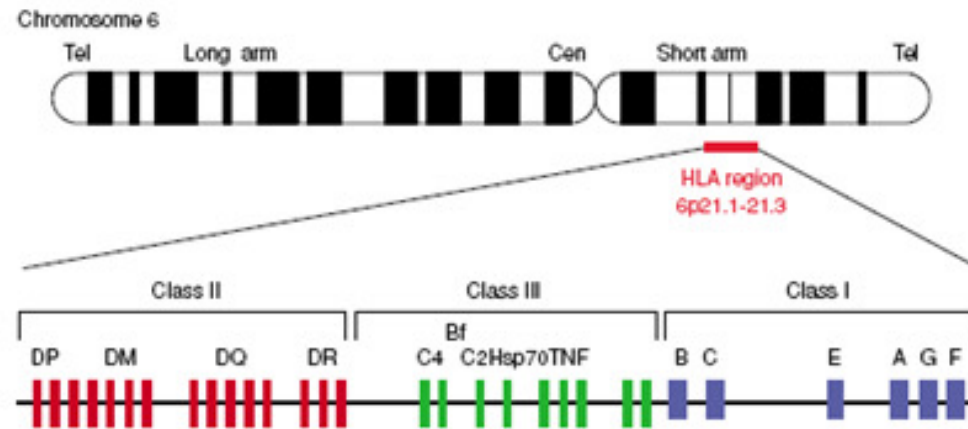 Chromosome 6
Tel Long arm Cen Short arm Tel
HLA region
6p21.1-21.3
Class II Class III Class I
Bf
DP DM DQ DR C4 C2Hsp70TNF B C E A G F